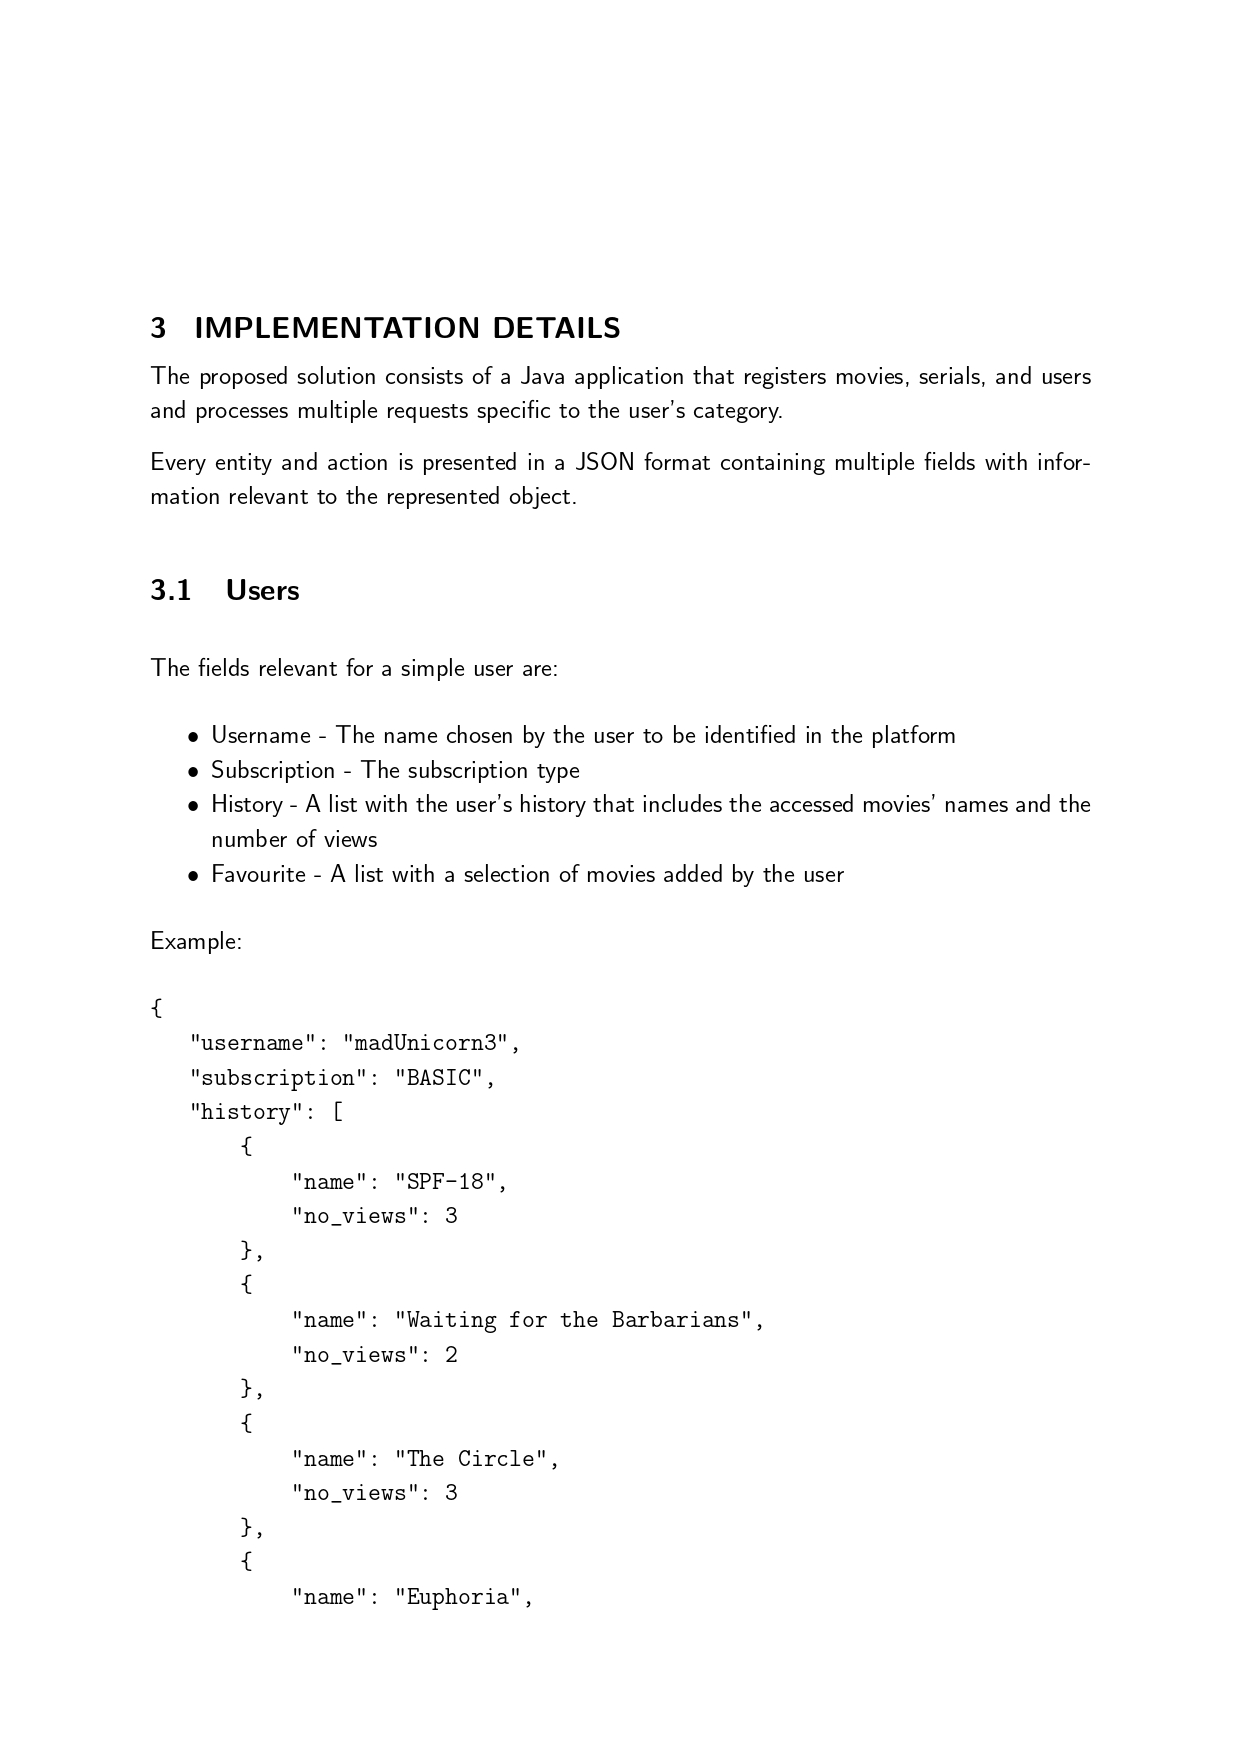 3 IMPLEMENTATION DETAILS
The proposed solution consists of a Java application that registers movies, serials, and users
and processes multiple requests specific to the user's category.
Every entity and action is presented in a JSON format containing multiple fields with infor-
mation relevant to the represented object.
3.1 Users
The fields relevant for a simple user are:
• Username - The name chosen by the user to be identified in the platform
• Subscription - The subscription type
• History - A list with the user's history that includes the accessed movies' names and the
number of views
• Favourite - A list with a selection of movies added by the user
Example:
{
"username": "madUnicorn3",
"subscription": "BASIC",
"history": [
{
"name": "SPF-18",
"no_views": 3
},
{
"name": "Waiting for the Barbarians",
"no_views": 2
},
{
"name": "The Circle",
"no_views": 3
},
{
"name": "Euphoria",